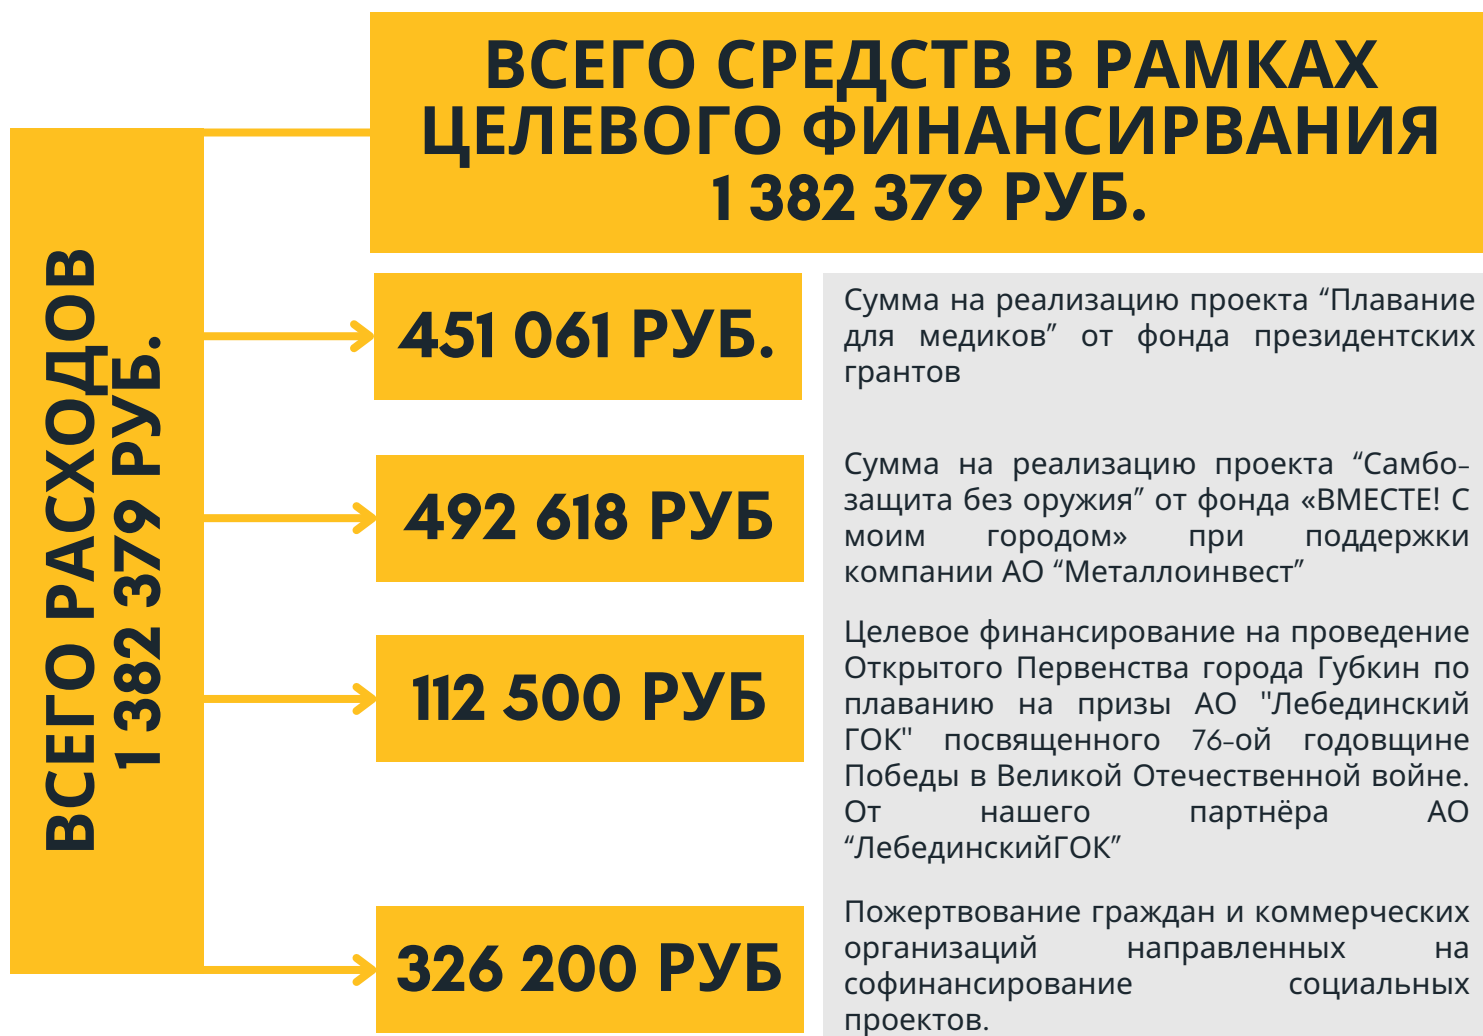 ВСЕГО СРЕДСТВ В РАМКАХ
ЦЕЛЕВОГО ФИНАНСИРВАНИЯ
1 382 379 РУБ.
ВСЕГО РАСХОДОВ
1 382 379 РУБ.
451 061 РУБ.
Сумма на реализацию проекта “Плавание
для медиков” от фонда президентских
грантов
492 618 РУБ
Сумма на реализацию проекта “Самбо-
защита без оружия” от фонда «ВМЕСТЕ! С
моим городом» при поддержки
компании АО “Металлоинвест”
112 500 РУБ
Целевое финансирование на проведение
Открытого Первенства города Губкин по
плаванию на призы АО "Лебединский
ГОК" посвященного 76-ой годовщине
Победы в Великой Отечественной войне.
От нашего партнёра АО
“ЛебединскийГОК”
326 200 РУБ
Пожертвование граждан и коммерческих
организаций направленных на
софинансирование социальных
проектов.